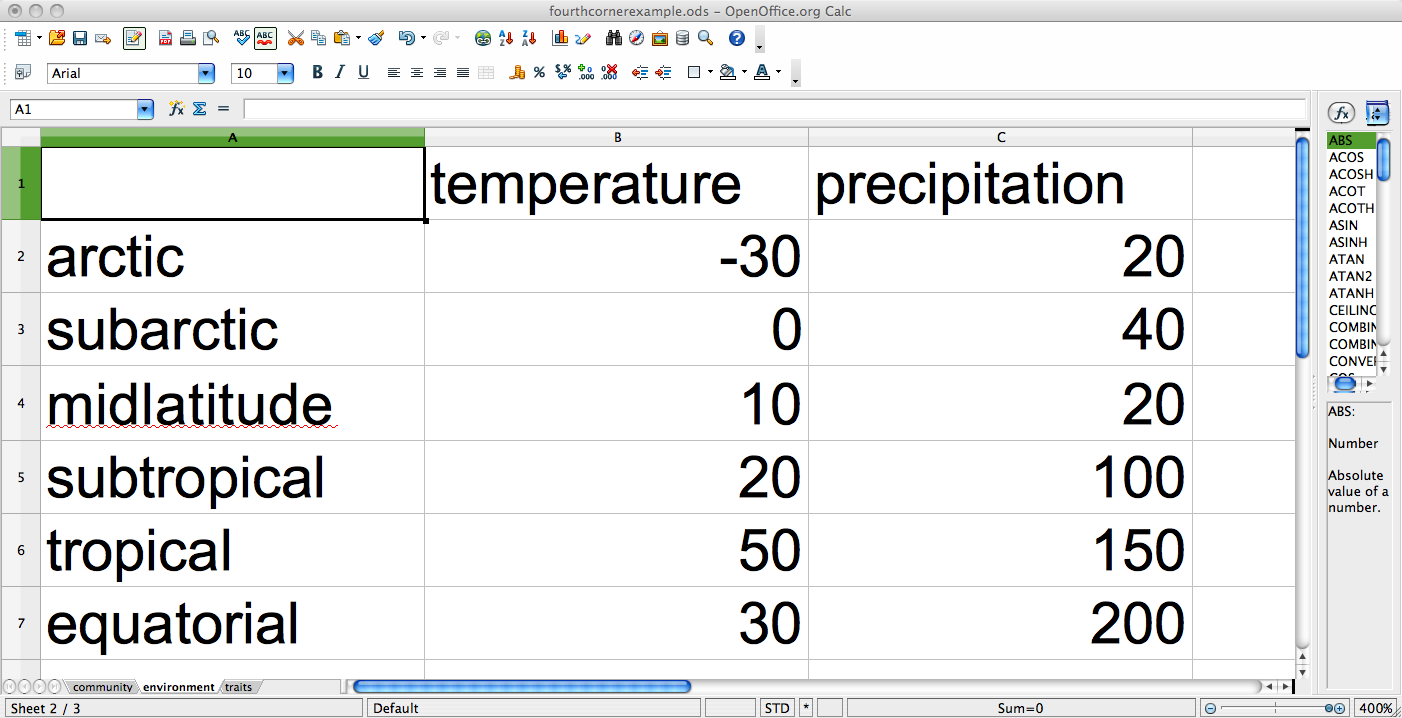 fourthcornerexample.ods – OpenOffice.org Calc
Arial 10
A1
A B C
1 temperature precipitation
2 arctic -30 20
3 subarctic 0 40
4 midlatitude 10 20
5 subtropical 20 100
6 tropical 50 150
7 equatorial 30 200
ABS
ACOS
ACOSH
ACOT
ACOTH
ASIN
ASINH
ATAN
ATAN2
ATANH
CEILING
COMBIN
COMBIN
CONVER
ABS:
Number
Absolute
value of a
number.
community environment traits
Sheet 2 / 3 Default STD * Sum=0 400%